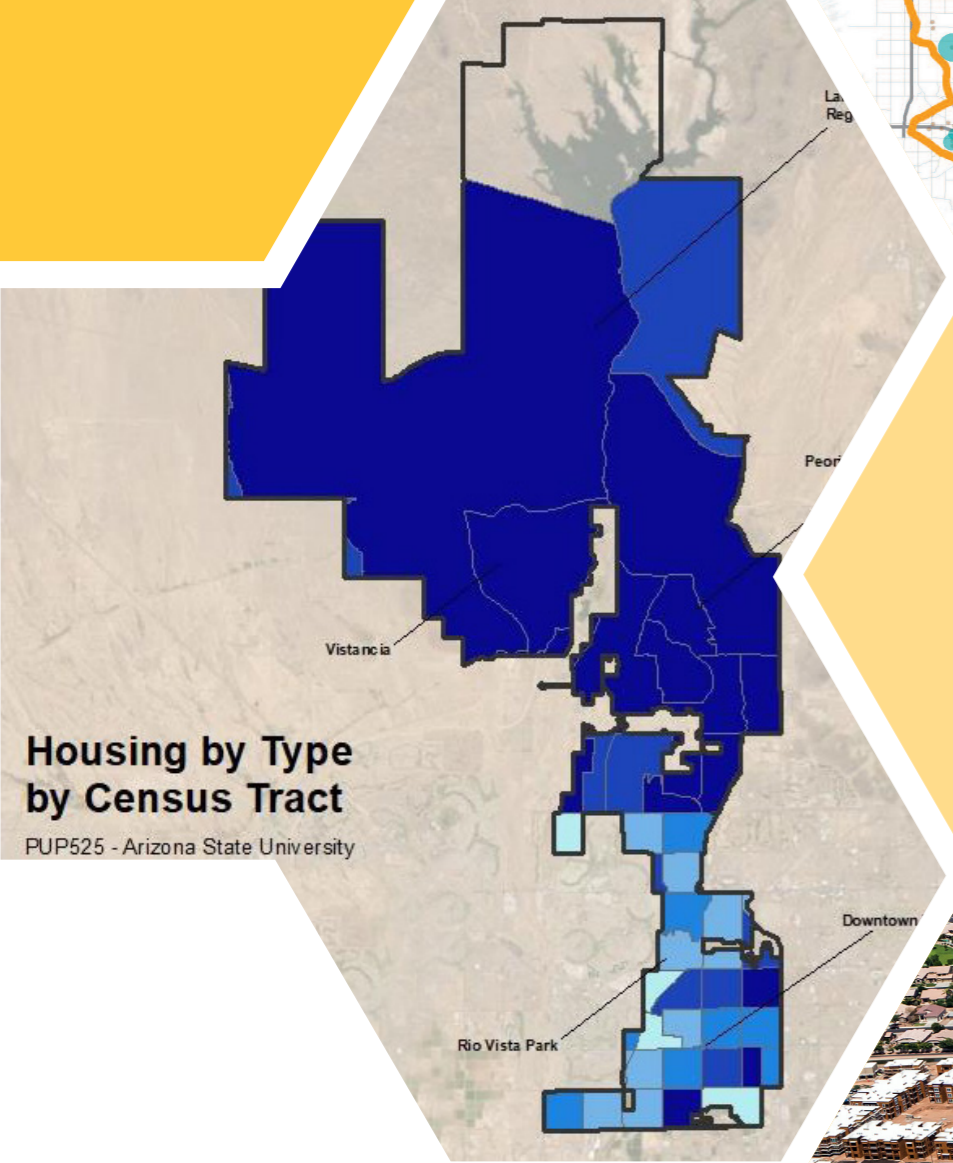 Vistancia
Housing by Type
by Census Tract
PUP525 - Arizona State University
Downtown
Rio Vista Park